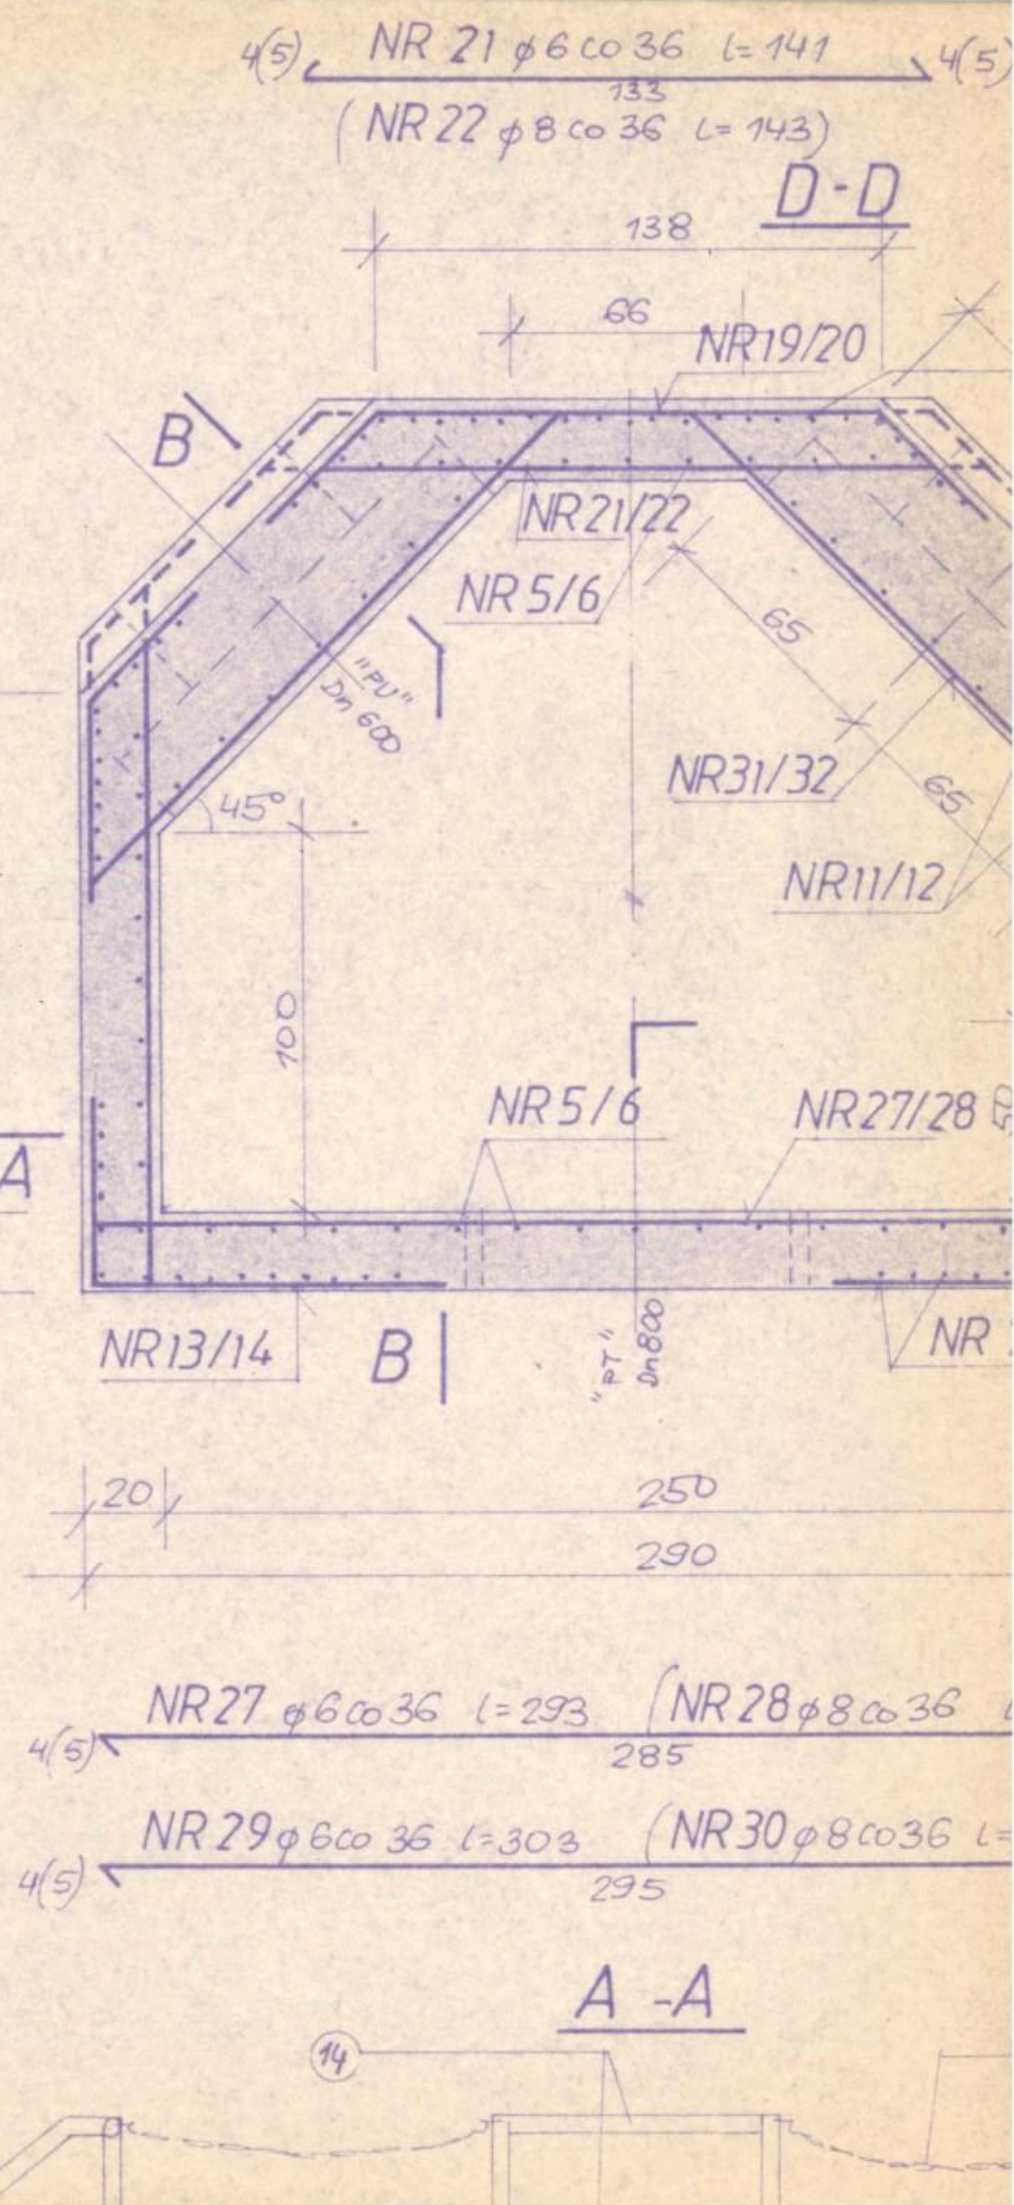 4(5) NR 21 φ6 co 36 l=141 4(5)
133
(NR 22 φ8 co 36 l=143)
D-D
138
66
NR19/20
B
NR21/22
NR 5/6
65
"PU"
Dn 600
NR31/32
65
45°
NR11/12
100
NR 5/6
NR27/28
A
NR13/14
B
"PT"
Dn 800
NR
20
250
290
NR27 φ6 co 36 l=293 (NR 28 φ8 co 36
4(5)
285
NR 29 φ6 co 36 l=303 (NR 30 φ8 co 36 l=
4(5)
295
A -A
14